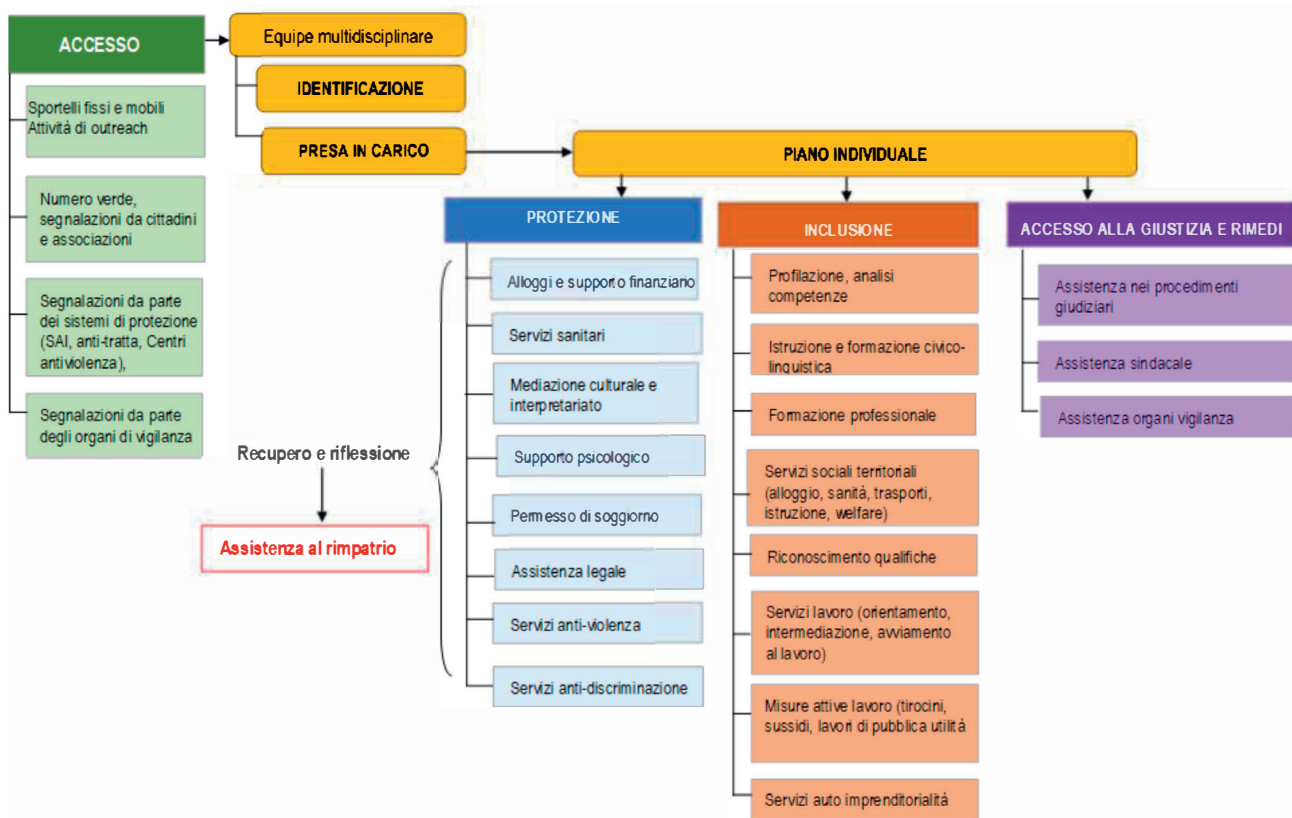 ACCESSO
Sportelli fissi e mobili
Attività di outreach
Numero verde,
segnalazioni da cittadini
e associazioni
Segnalazioni da parte
dei sistemi di protezione
(SAI, anti-tratta, Centri
antiviolenza),
Segnalazioni da parte
degli organi di vigilanza
Equipe multidisciplinare
IDENTIFICAZIONE
PRESA IN CARICO
PIANO INDIVIDUALE
Recupero e riflessione
Assistenza al rimpatrio
PROTEZIONE
Alloggi e supporto finanziario
Servizi sanitari
Mediazione culturale e
interpretariato
Supporto psicologico
Permesso di soggiorno
Assistenza legale
Servizi anti-violenza
Servizi anti-discriminazione
INCLUSIONE
Profilazione, analisi
competenze
Istruzione e formazione civico-
linguistica
Formazione professionale
Servizi sociali territoriali
(alloggio, sanità, trasporti,
istruzione, welfare)
Riconoscimento qualifiche
Servizi lavoro (orientamento,
intermediazione, avviamento
al lavoro)
Misure attive lavoro (tirocini,
sussidi, lavori di pubblica utilità
Servizi auto imprenditorialità
ACCESSO ALLA GIUSTIZIA E RIMEDI
Assistenza nei procedimenti
giudiziari
Assistenza sindacale
Assistenza organi vigilanza